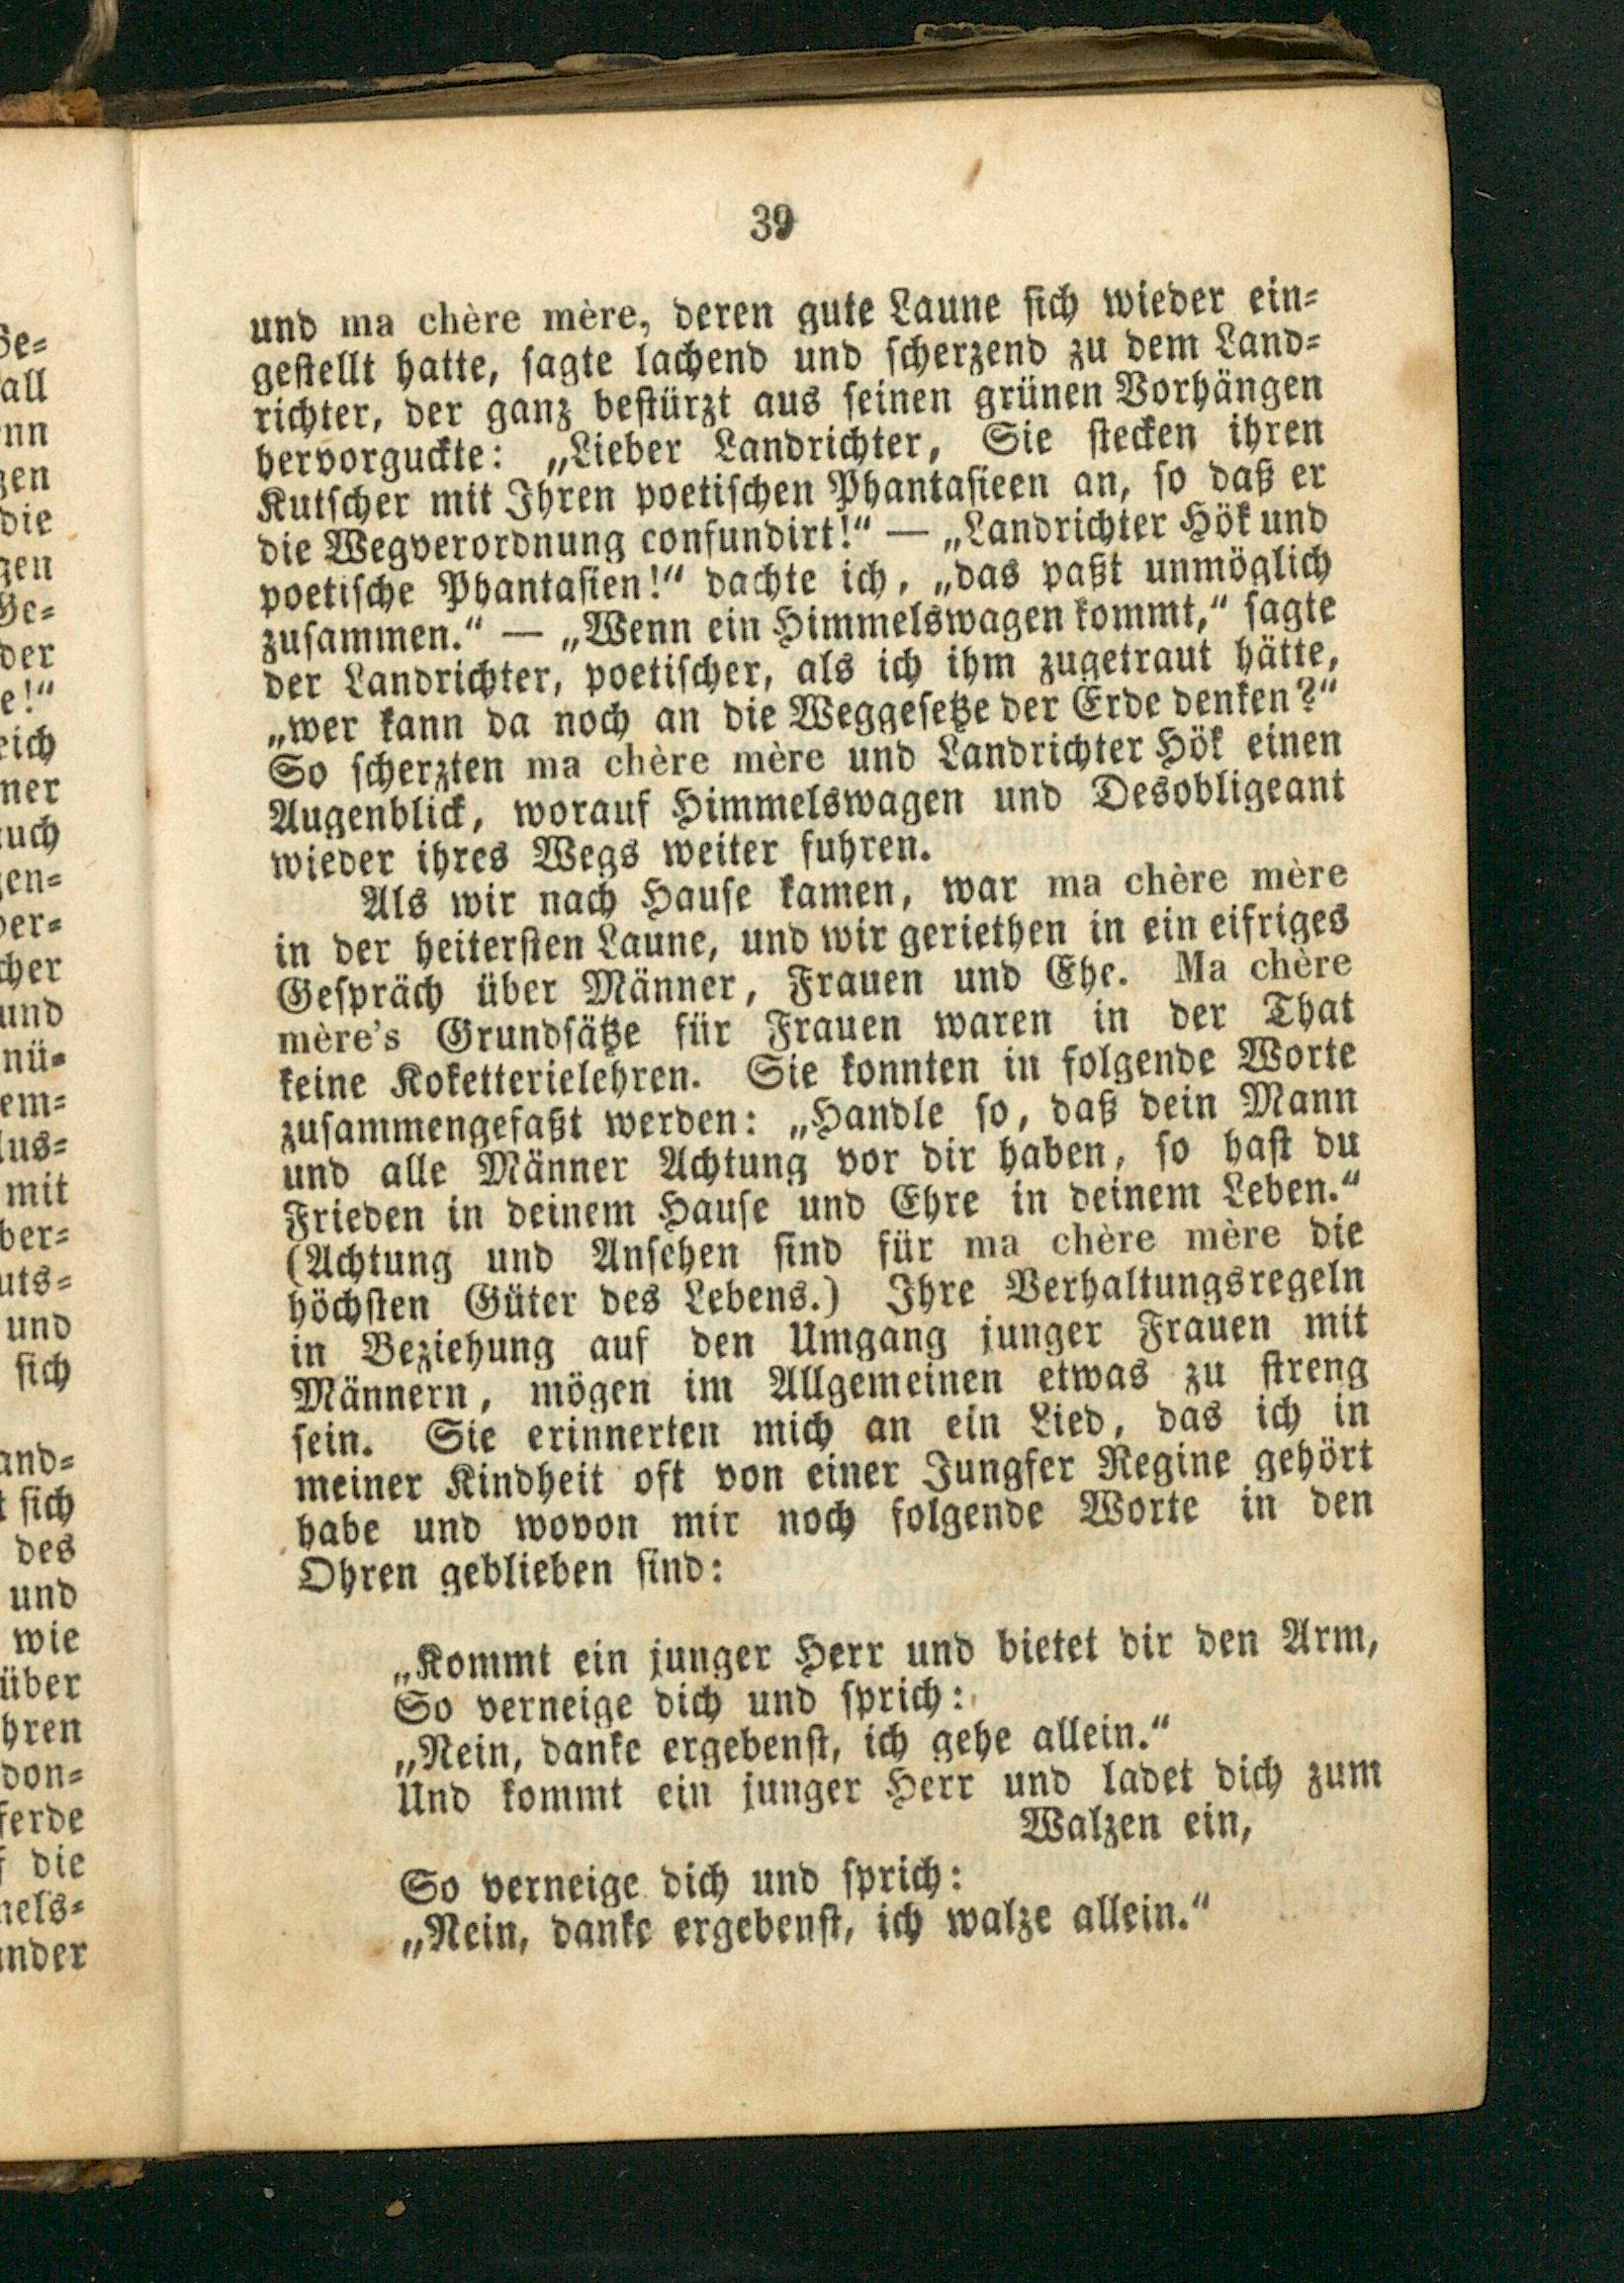 39
und ma chère mère, deren gute Laune sich wieder ein-
gestellt hatte, sagte lachend und scherzend zu dem Land-
richter, der ganz bestürzt aus seinen grünen Vorhängen
hervorguckte: „Lieber Landrichter, Sie stecken ihren
Kutscher mit Ihren poetischen Phantasieen an, so daß er
die Wegverordnung confundirt!“ — „Landrichter Hök und
poetische Phantasien!“ dachte ich, „das paßt unmöglich
zusammen.“ — „Wenn ein Himmelswagen kommt,“ sagte
der Landrichter, poetischer, als ich ihm zugetraut hätte,
„wer kann da noch an die Weggesetze der Erde denken?“
So scherzten ma chère mère und Landrichter Hök einen
Augenblick, worauf Himmelswagen und Desobligeant
wieder ihres Wegs weiter fuhren.
Als wir nach Hause kamen, war ma chère mère
in der heitersten Laune, und wir geriethen in ein eifriges
Gespräch über Männer, Frauen und Ehe. Ma chère
mère's Grundsätze für Frauen waren in der That
keine Koketterielehren. Sie konnten in folgende Worte
zusammengefaßt werden: „Handle so, daß dein Mann
und alle Männer Achtung vor dir haben, so hast du
Frieden in deinem Hause und Ehre in deinem Leben.“
(Achtung und Ansehen sind für ma chère mère die
höchsten Güter des Lebens.) Ihre Verhaltungsregeln
in Beziehung auf den Umgang junger Frauen mit
Männern, mögen im Allgemeinen etwas zu streng
sein. Sie erinnerten mich an ein Lied, das ich in
meiner Kindheit oft von einer Jungfer Regine gehört
habe und wovon mir noch folgende Worte in den
Ohren geblieben sind:
„Kommt ein junger Herr und bietet dir den Arm,
So verneige dich und sprich:
„Nein, danke ergebenst, ich gehe allein.“
Und kommt ein junger Herr und ladet dich zum
Walzen ein,
So verneige dich und sprich:
„Nein, danke ergebenst, ich walze allein.“